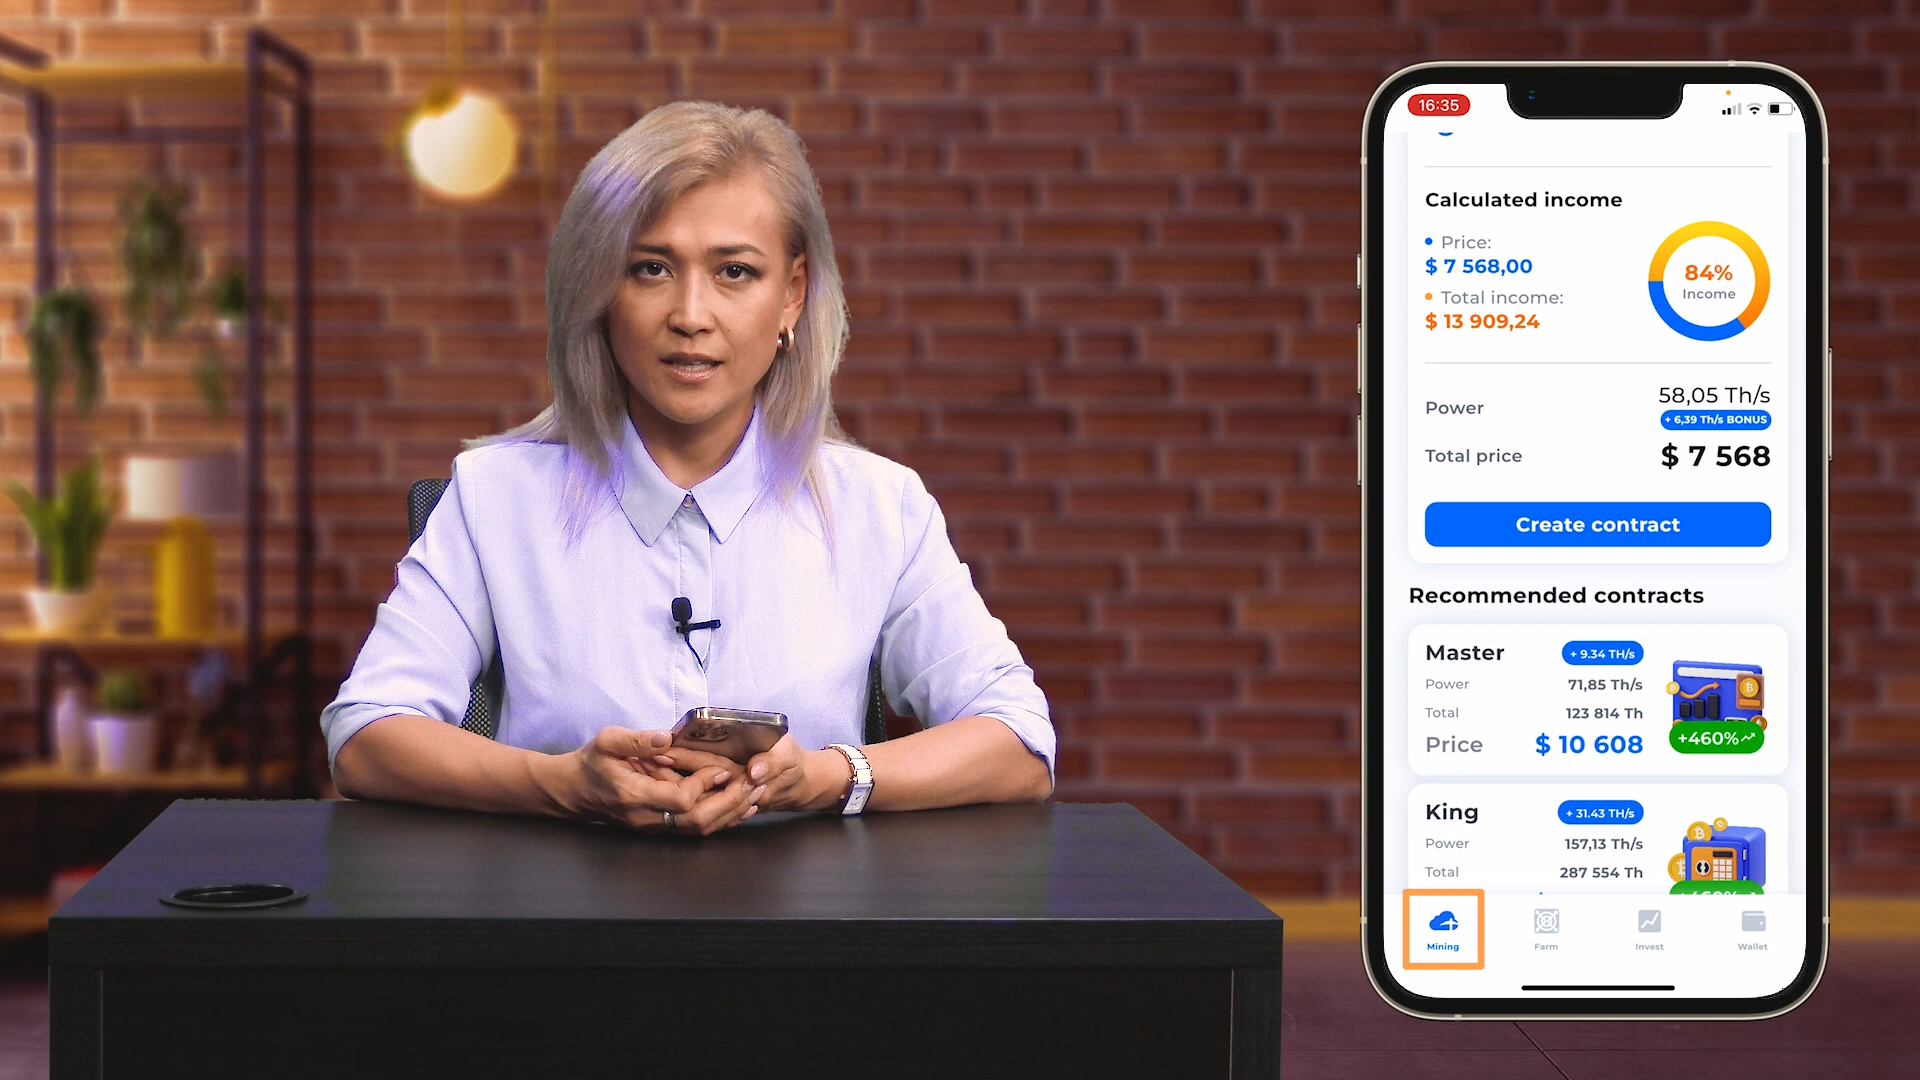 16:35
Calculated income
Price:
$ 7 568,00
Total income:
$ 13 909,24
84%
Income
Power
58,05 Th/s
+ 6,39 Th/s BONUS
Total price
$ 7 568
Create contract
Recommended contracts
Master
+ 9.34 TH/s
Power
71,85 Th/s
Total
123 814 Th
Price
$ 10 608
+460%
King
+ 31.43 TH/s
Power
157,13 Th/s
Total
287 554 Th
Mining
Farm
Invest
Wallet